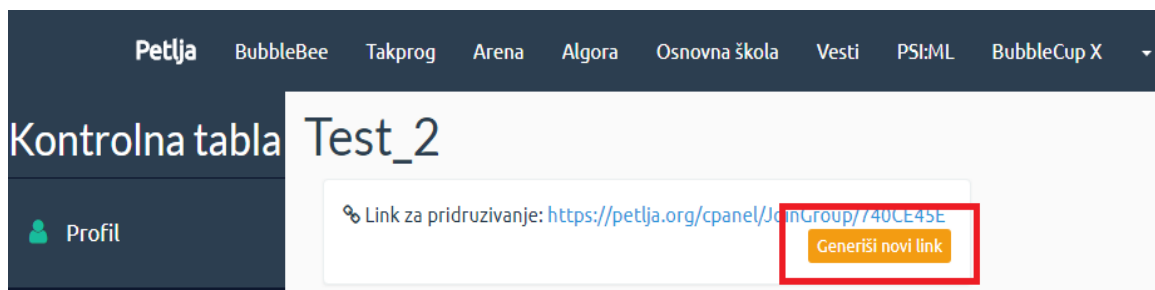 Petlja BubbleBee Takprog Arena Algora Osnovna škola Vesti PSI:ML BubbleCup X
Kontrolna tabla
Test_2
Link za pridruzivanje: https://petlja.org/cpanel/JoinGroup/740CE45E
Generiši novi link
Profil